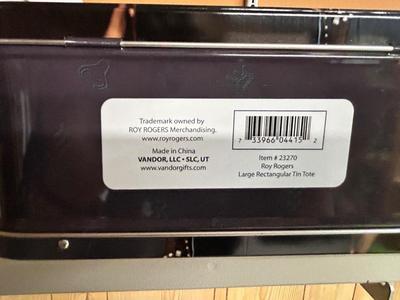 Trademark owned by
ROY ROGERS Merchandising.
www.royrogers.com
Made in China
VANDOR, LLC • SLC, UT
www.vandorgifts.com
7 33966 04415 2
Item # 23270
Roy Rogers
Large Rectangular Tin Tote